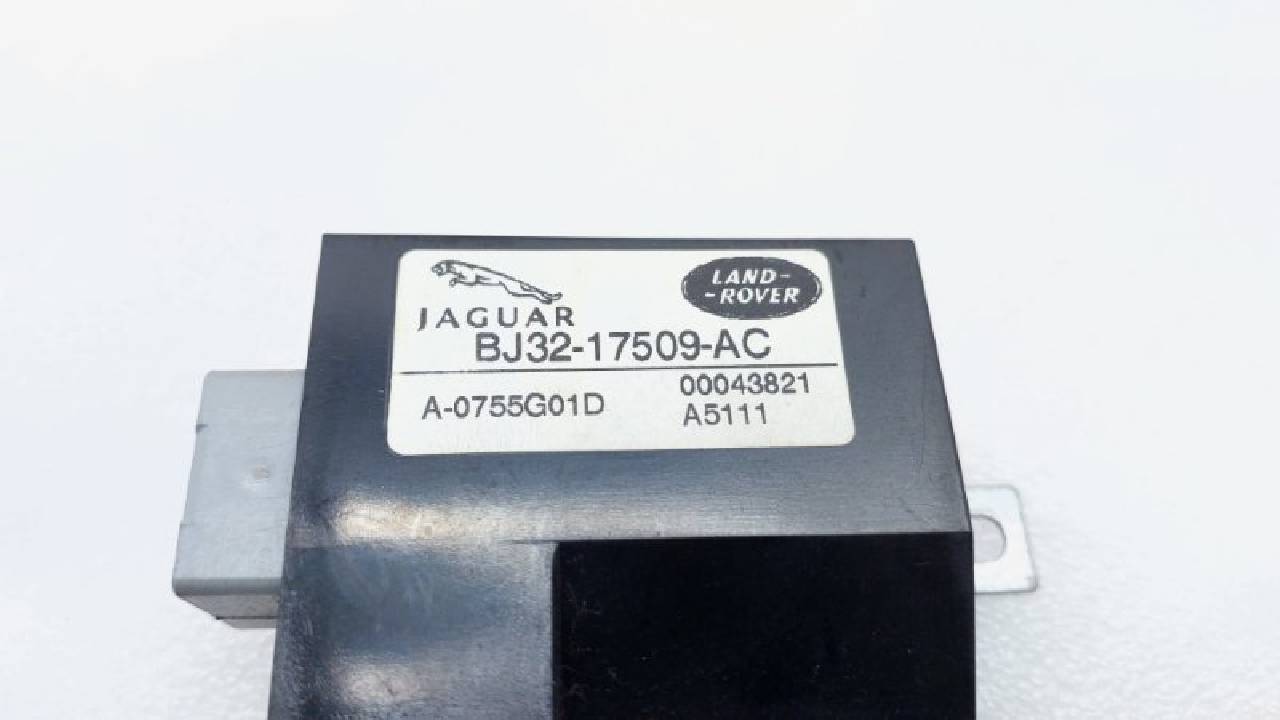 JAGUAR
LAND-
-ROVER
BJ32-17509-AC
A-0755G01D
00043821
A5111